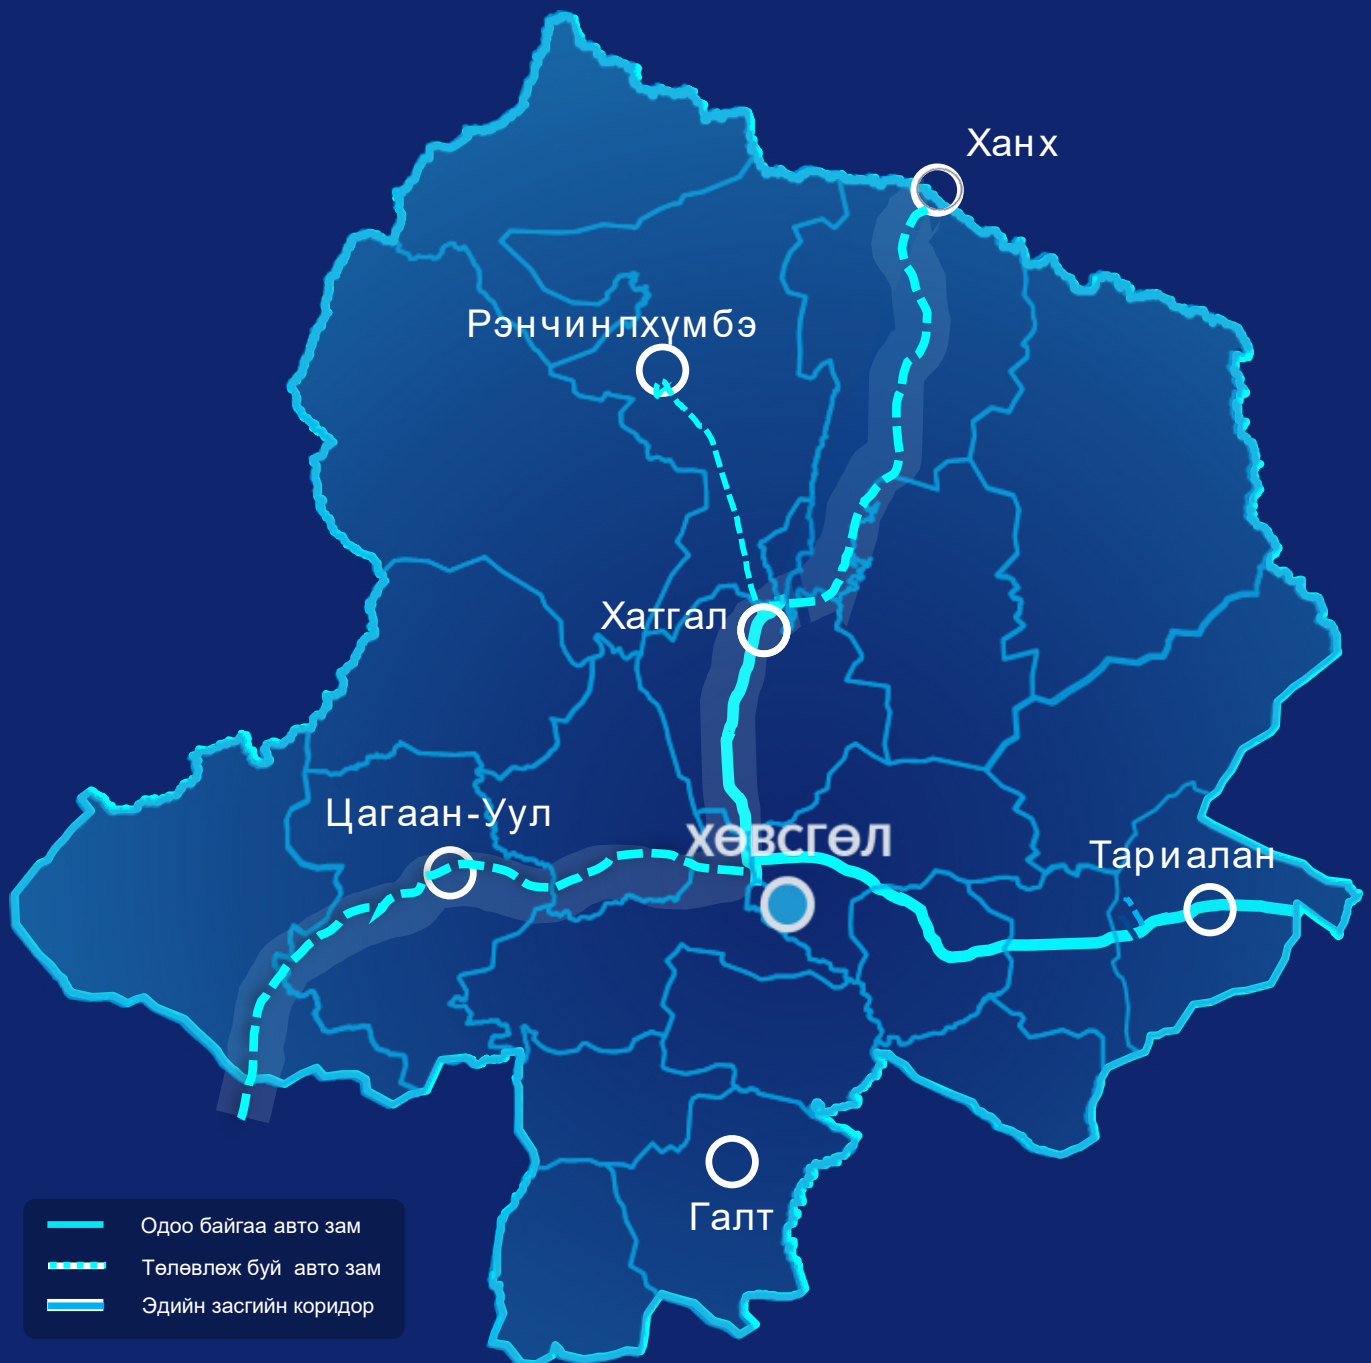 Ханх
Рэнчинлхүмбэ
Хатгал
Цагаан-Уул
ХӨВСГӨЛ
Тариалан
Галт
Одоо байгаа авто зам
Төлөвлөж буй авто зам
Эдийн засгийн коридор